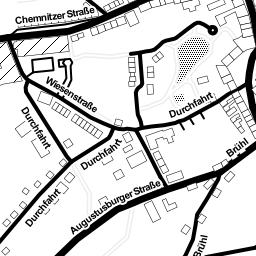 Chemnitzer Straße
Wiesenstraße
Durchfahrt
Durchfahrt
Durchfahrt
Brühl
Durchfahrt
Augustusburger Straße
Brühl